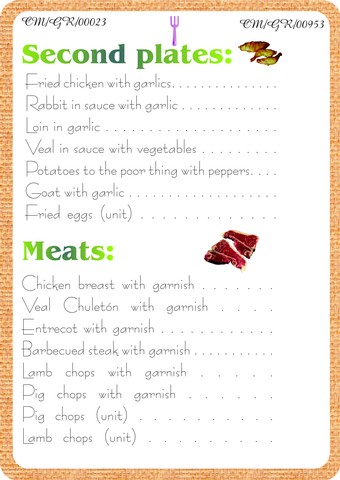 CM/GR/00023 CM/GR/00953
Second plates:
Fried chicken with garlics. . . . . . . . . . . . . . .
Rabbit in sauce with garlic . . . . . . . . . . . . .
Loin in garlic . . . . . . . . . . . . . . . . . . . . . . .
Veal in sauce with vegetables . . . . . . . . . .
Potatoes to the poor thing with peppers. . . .
Goat with garlic . . . . . . . . . . . . . . . . . . . .
Fried eggs (unit) . . . . . . . . . . . . . . .
Meats:
Chicken breast with garnish . . . . . . .
Veal Chuletón with garnish . . . .
Entrecot with garnish . . . . . . . . . . . .
Barbecued steak with garnish . . . . . . . . . . .
Lamb chops with garnish . . . . .
Pig chops with garnish . . . . . .
Pig chops (unit) . . . . . . . . . .
Lamb chops (unit) . . . . . . . . .